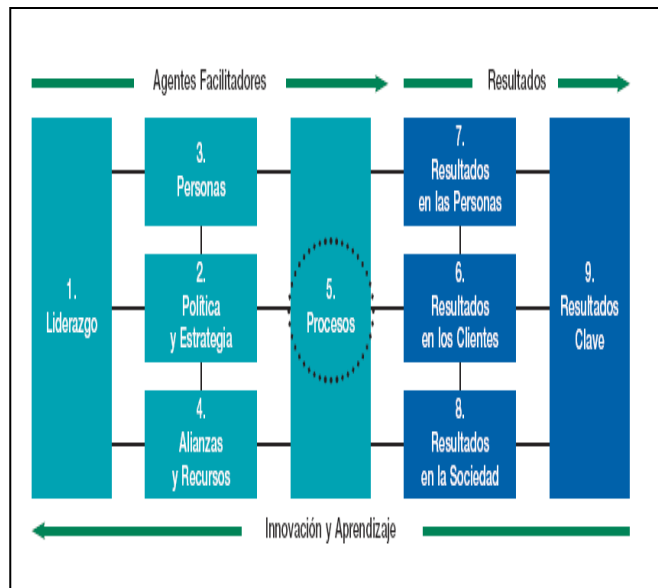 Agentes Facilitadores
Resultados
1.
Liderazgo
3.
Personas
2.
Política
y Estrategia
4.
Alianzas
y Recursos
5.
Procesos
7.
Resultados
en las Personas
6.
Resultados
en los Clientes
8.
Resultados
en la Sociedad
9.
Resultados
Clave
Innovación y Aprendizaje